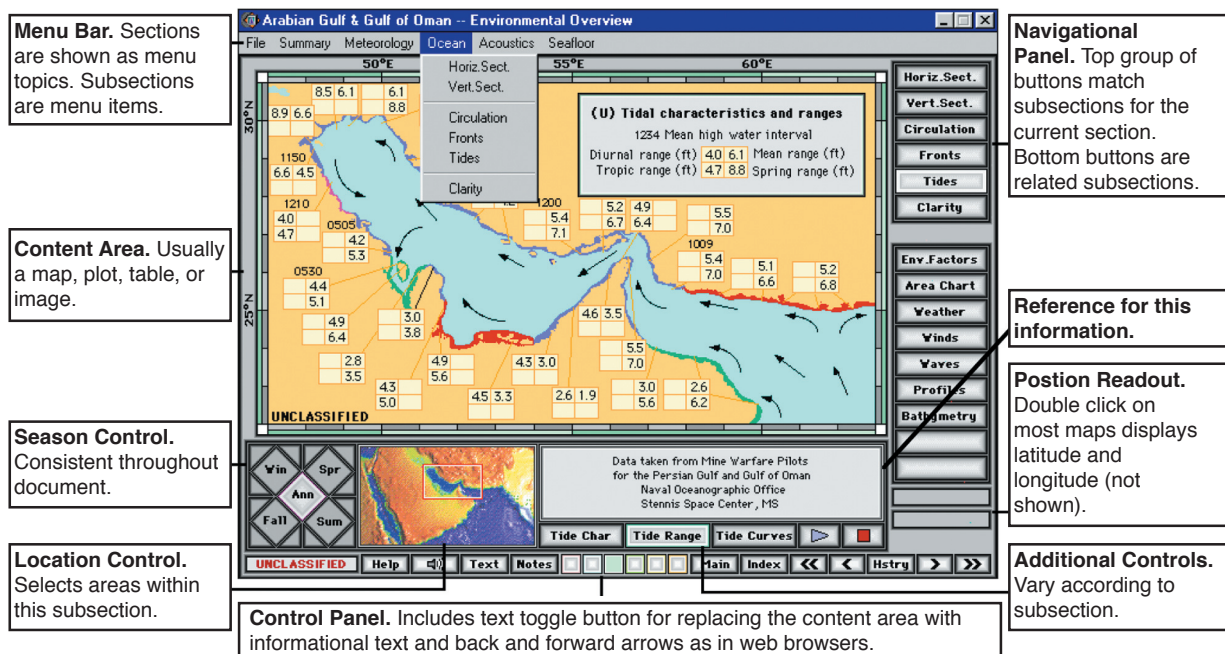 Menu Bar. Sections
are shown as menu
topics. Subsections
are menu items.
Content Area. Usually
a map, plot, table, or
image.
Season Control.
Consistent throughout
document.
Location Control.
Selects areas within
this subsection.
Arabian Gulf & Gulf of Oman -- Environmental Overview
File Summary Meteorology Ocean Acoustics Seafloor
Horiz.Sect.
Vert.Sect.
Circulation
Fronts
Tides
Clarity
50°E 55°E 60°E
30°N
25°N
(U) Tidal characteristics and ranges
1234 Mean high water interval
Diurnal range (ft) 4.0 6.1 Mean range (ft)
Tropic range (ft) 4.7 8.8 Spring range (ft)
8.5 6.1
6.1
8.8
8.9 6.6
1150
6.6 4.5
1210
4.0
4.7
0505
4.2
5.3
0530
4.4
5.1
4.9
6.4
2.8
3.5
3.0
3.8
4.3
5.0
4.9
5.6
4.5 3.3
4.3 3.0
2.6 1.9
4.6 3.5
5.5
7.0
3.0
5.6
2.6
6.2
1200
5.4
7.1
5.2
6.7
4.9
6.4
5.5
7.0
1009
5.4
7.0
5.1
6.6
5.2
6.8
UNCLASSIFIED
Horiz.Sect.
Vert.Sect.
Circulation
Fronts
Tides
Clarity
Env.Factors
Area Chart
Weather
Winds
Waves
Profiles
Bathymetry
Win Spr
Ann
Fall Sum
Data taken from Mine Warfare Pilots
for the Persian Gulf and Gulf of Oman
Naval Oceanographic Office
Stennis Space Center, MS
Tide Char Tide Range Tide Curves
UNCLASSIFIED Help Text Notes Main Index << < Hstry > >>
Navigational
Panel. Top group of
buttons match
subsections for the
current section.
Bottom buttons are
related subsections.
Reference for this
information.
Postion Readout.
Double click on
most maps displays
latitude and
longitude (not
shown).
Additional Controls.
Vary according to
subsection.
Control Panel. Includes text toggle button for replacing the content area with
informational text and back and forward arrows as in web browsers.